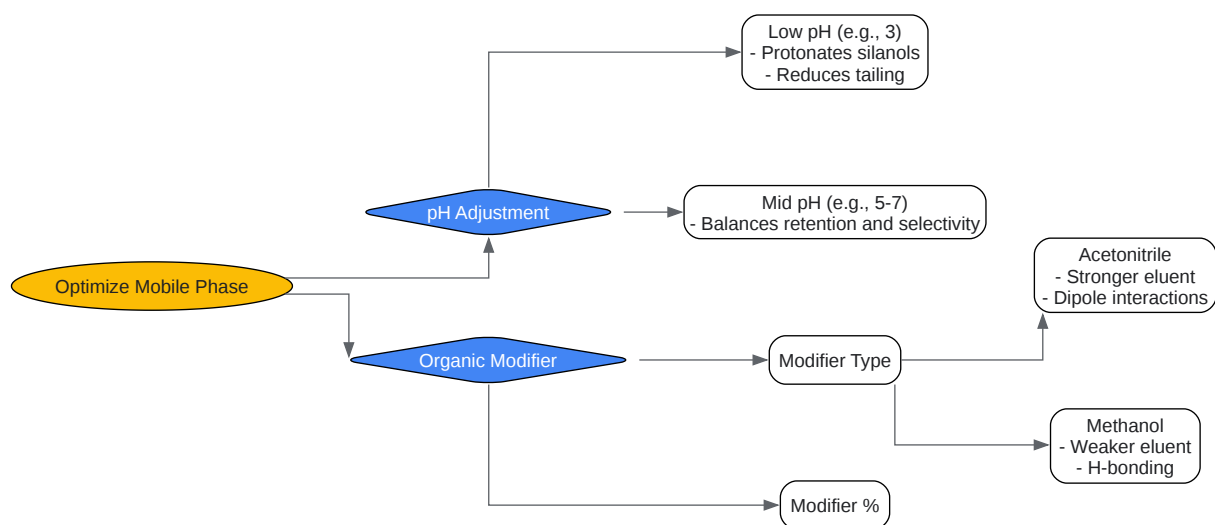 Low pH (e.g., 3)
- Protonates silanols
- Reduces tailing
pH Adjustment
Mid pH (e.g., 5-7)
- Balances retention and selectivity
Optimize Mobile Phase
Acetonitrile
- Stronger eluent
- Dipole interactions
Organic Modifier
Modifier Type
Methanol
- Weaker eluent
- H-bonding
Modifier %